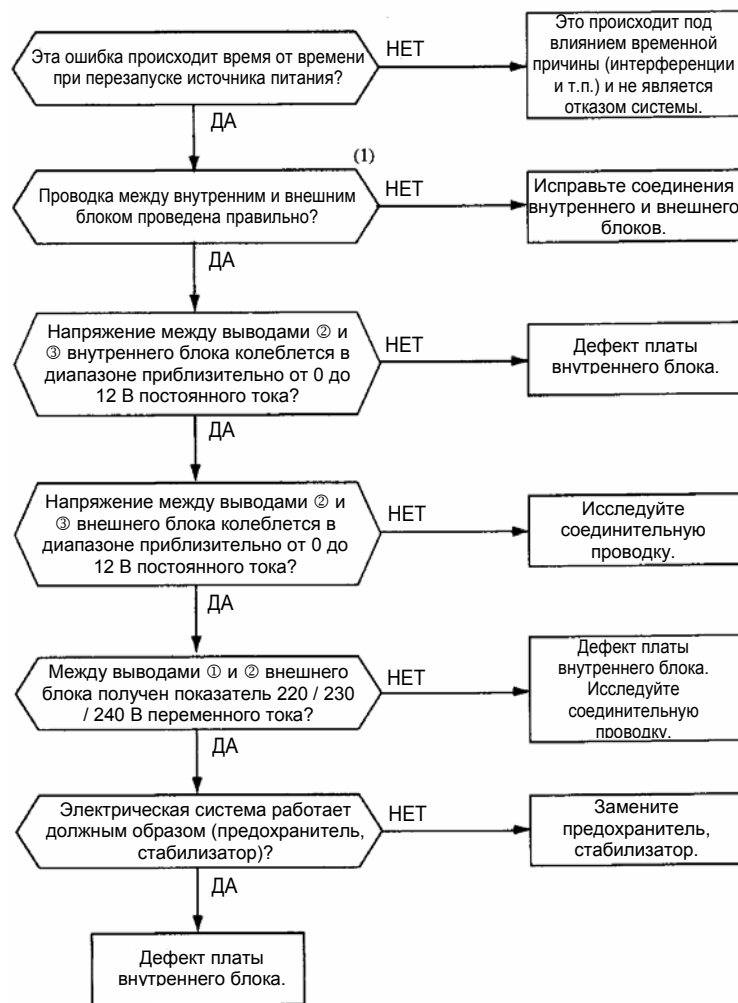 Эта ошибка происходит время от времени
при перезапуске источника питания?
НЕТ
Это происходит под
влиянием временной
причины (интерференции
и т.п.) и не является
отказом системы.
ДА
(1)
Проводка между внутренним и внешним
блоком проведена правильно?
НЕТ
Исправьте соединения
внутреннего и внешнего
блоков.
ДА
Напряжение между выводами ② и
③ внутреннего блока колеблется в
диапазоне приблизительно от 0 до
12 В постоянного тока?
НЕТ
Дефект платы
внутреннего блока.
ДА
Напряжение между выводами ② и
③ внешнего блока колеблется в
диапазоне приблизительно от 0 до
12 В постоянного тока?
НЕТ
Исследуйте
соединительную
проводку.
ДА
Между выводами ① и ② внешнего
блока получен показатель 220 / 230
/ 240 В переменного тока?
НЕТ
Дефект платы
внутреннего блока.
Исследуйте
соединительную
проводку.
ДА
Электрическая система работает
должным образом (предохранитель,
стабилизатор)?
НЕТ
Замените
предохранитель,
стабилизатор.
ДА
Дефект платы
внутреннего блока.